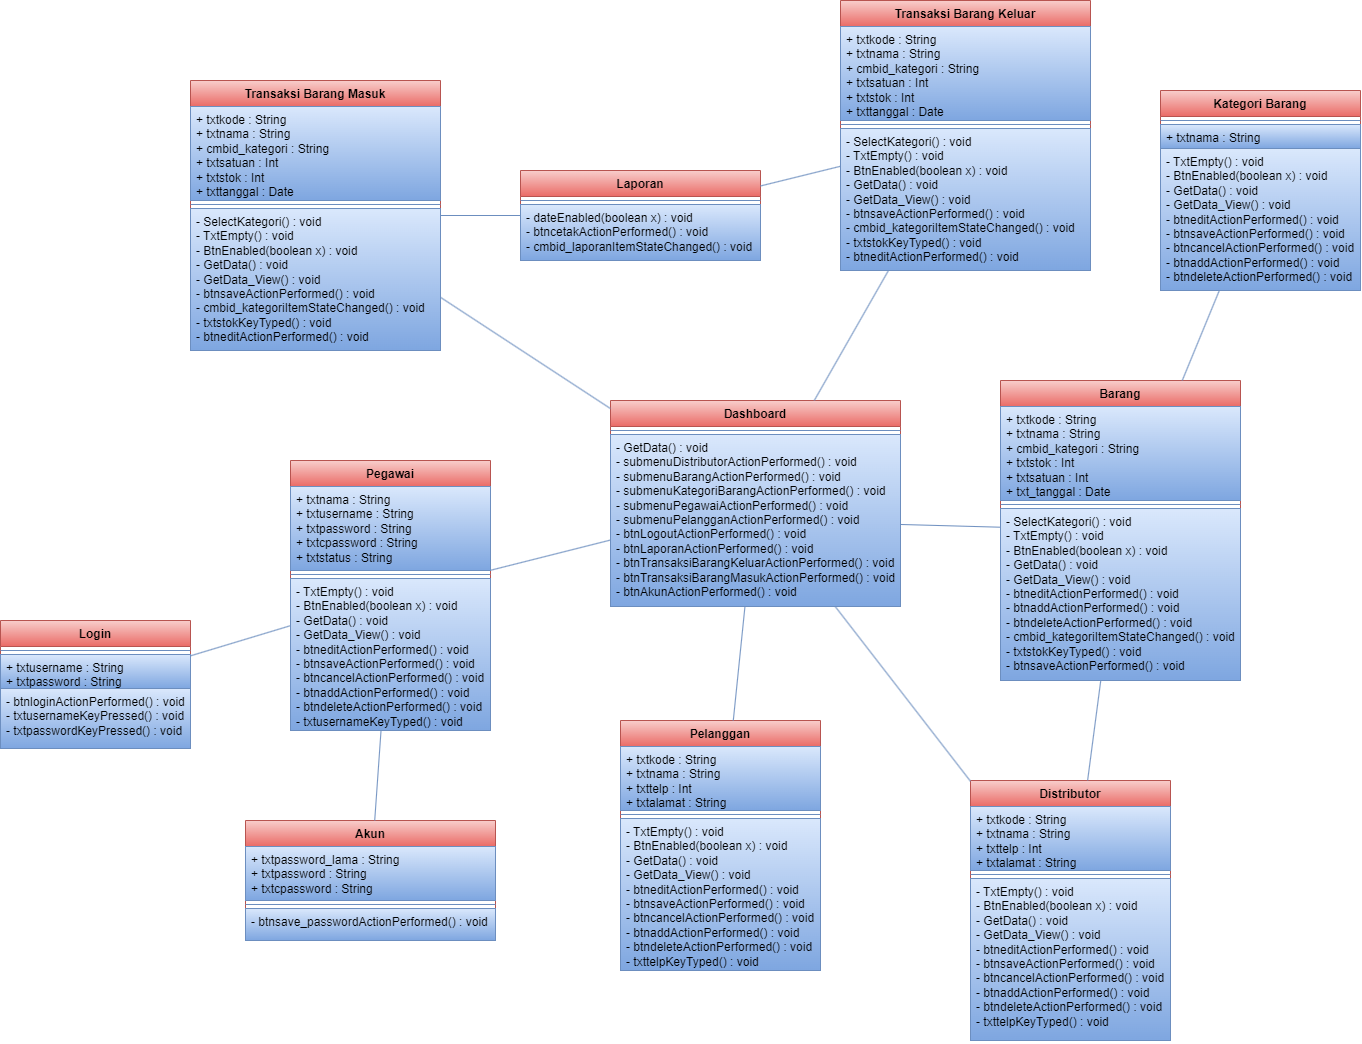 Transaksi Barang Keluar
+ txtkode : String
+ txtnama : String
+ cmbid_kategori : String
+ txtsatuan : Int
+ txtstok : Int
+ txttanggal : Date
- SelectKategori() : void
- TxtEmpty() : void
- BtnEnabled(boolean x) : void
- GetData() : void
- GetData_View() : void
- btnsaveActionPerformed() : void
- cmbid_kategoriItemStateChanged() : void
- txtstokKeyTyped() : void
- btneditActionPerformed() : void
Transaksi Barang Masuk
+ txtkode : String
+ txtnama : String
+ cmbid_kategori : String
+ txtsatuan : Int
+ txtstok : Int
+ txttanggal : Date
- SelectKategori() : void
- TxtEmpty() : void
- BtnEnabled(boolean x) : void
- GetData() : void
- GetData_View() : void
- btnsaveActionPerformed() : void
- cmbid_kategoriItemStateChanged() : void
- txtstokKeyTyped() : void
- btneditActionPerformed() : void
Kategori Barang
+ txtnama : String
- TxtEmpty() : void
- BtnEnabled(boolean x) : void
- GetData() : void
- GetData_View() : void
- btneditActionPerformed() : void
- btnsaveActionPerformed() : void
- btncancelActionPerformed() : void
- btnaddActionPerformed() : void
- btndeleteActionPerformed() : void
Laporan
- dateEnabled(boolean x) : void
- btncetakActionPerformed() : void
- cmbid_laporanItemStateChanged() : void
Dashboard
- GetData() : void
- submenuDistributorActionPerformed() : void
- submenuBarangActionPerformed() : void
- submenuKategoriBarangActionPerformed() : void
- submenuPegawaiActionPerformed() : void
- submenuPelangganActionPerformed() : void
- btnLogoutActionPerformed() : void
- btnLaporanActionPerformed() : void
- btnTransaksiBarangKeluarActionPerformed() : void
- btnTransaksiBarangMasukActionPerformed() : void
- btnAkunActionPerformed() : void
Barang
+ txtkode : String
+ txtnama : String
+ cmbid_kategori : String
+ txtstok : Int
+ txtsatuan : Int
+ txt_tanggal : Date
- SelectKategori() : void
- TxtEmpty() : void
- BtnEnabled(boolean x) : void
- GetData() : void
- GetData_View() : void
- btneditActionPerformed() : void
- btnaddActionPerformed() : void
- btndeleteActionPerformed() : void
- cmbid_kategoriItemStateChanged() : void
- txtstokKeyTyped() : void
- btnsaveActionPerformed() : void
Pegawai
+ txtnama : String
+ txtusername : String
+ txtpassword : String
+ txtcpassword : String
+ txtstatus : String
- TxtEmpty() : void
- BtnEnabled(boolean x) : void
- GetData() : void
- GetData_View() : void
- btneditActionPerformed() : void
- btnsaveActionPerformed() : void
- btncancelActionPerformed() : void
- btnaddActionPerformed() : void
- btndeleteActionPerformed() : void
- txtusernameKeyTyped() : void
Login
+ txtusername : String
+ txtpassword : String
- btnloginActionPerformed() : void
- txtusernameKeyPressed() : void
- txtpasswordKeyPressed() : void
Akun
+ txtpassword_lama : String
+ txtpassword : String
+ txtcpassword : String
- btnsave_passwordActionPerformed() : void
Pelanggan
+ txtkode : String
+ txtnama : String
+ txttelp : Int
+ txtalamat : String
- TxtEmpty() : void
- BtnEnabled(boolean x) : void
- GetData() : void
- GetData_View() : void
- btneditActionPerformed() : void
- btnsaveActionPerformed() : void
- btncancelActionPerformed() : void
- btnaddActionPerformed() : void
- btndeleteActionPerformed() : void
- txttelpKeyTyped() : void
Distributor
+ txtkode : String
+ txtnama : String
+ txttelp : Int
+ txtalamat : String
- TxtEmpty() : void
- BtnEnabled(boolean x) : void
- GetData() : void
- GetData_View() : void
- btneditActionPerformed() : void
- btnsaveActionPerformed() : void
- btncancelActionPerformed() : void
- btnaddActionPerformed() : void
- btndeleteActionPerformed() : void
- txttelpKeyTyped() : void